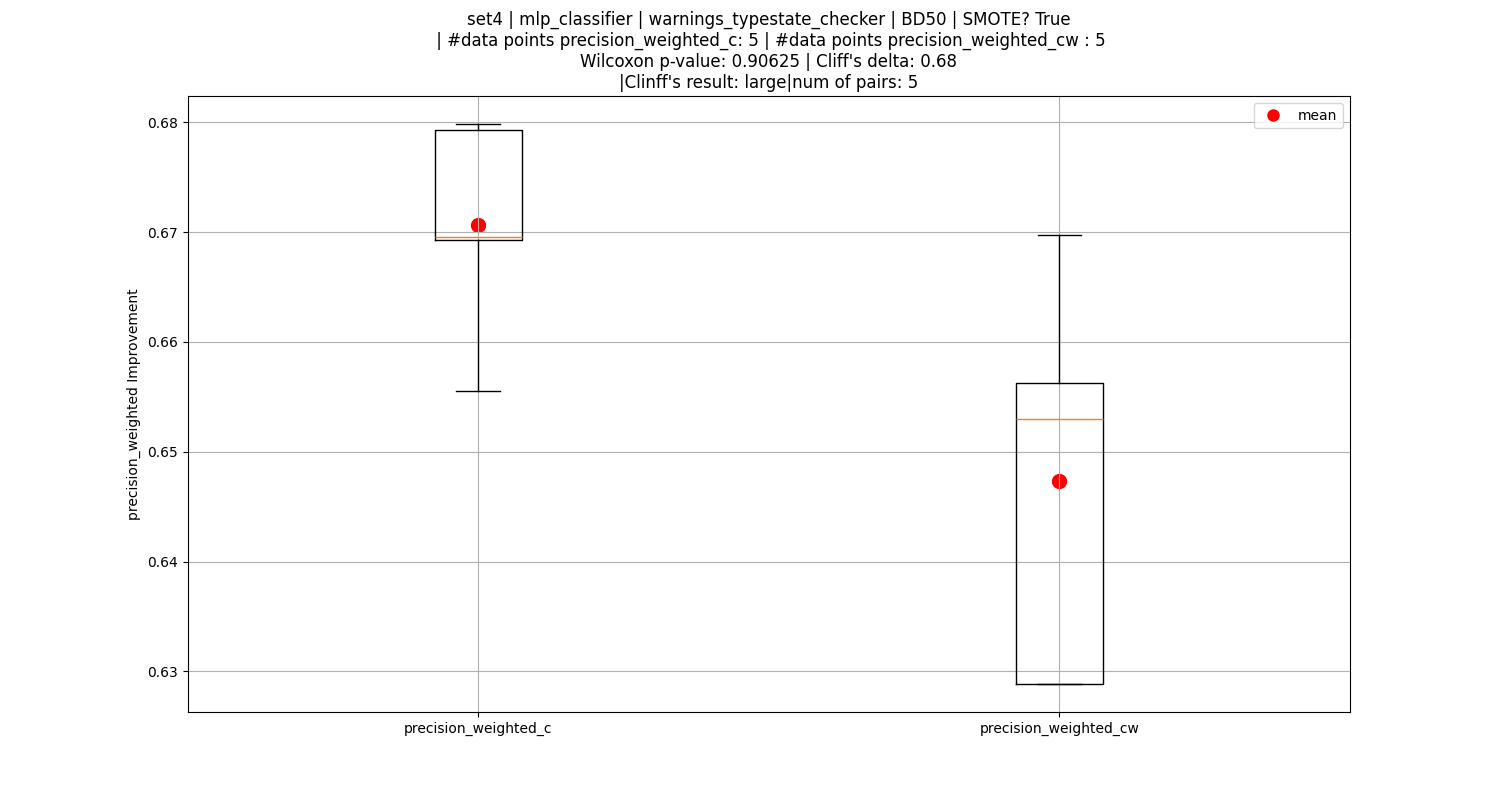 set4 | mlp_classifier | warnings_typestate_checker | BD50 | SMOTE? True
| #data points precision_weighted_c: 5 | #data points precision_weighted_cw : 5
Wilcoxon p-value: 0.90625 | Cliff's delta: 0.68
|Clinff's result: large|num of pairs: 5
mean
0.68
0.67
0.66
0.65
0.64
0.63
precision_weighted Improvement
precision_weighted_c
precision_weighted_cw